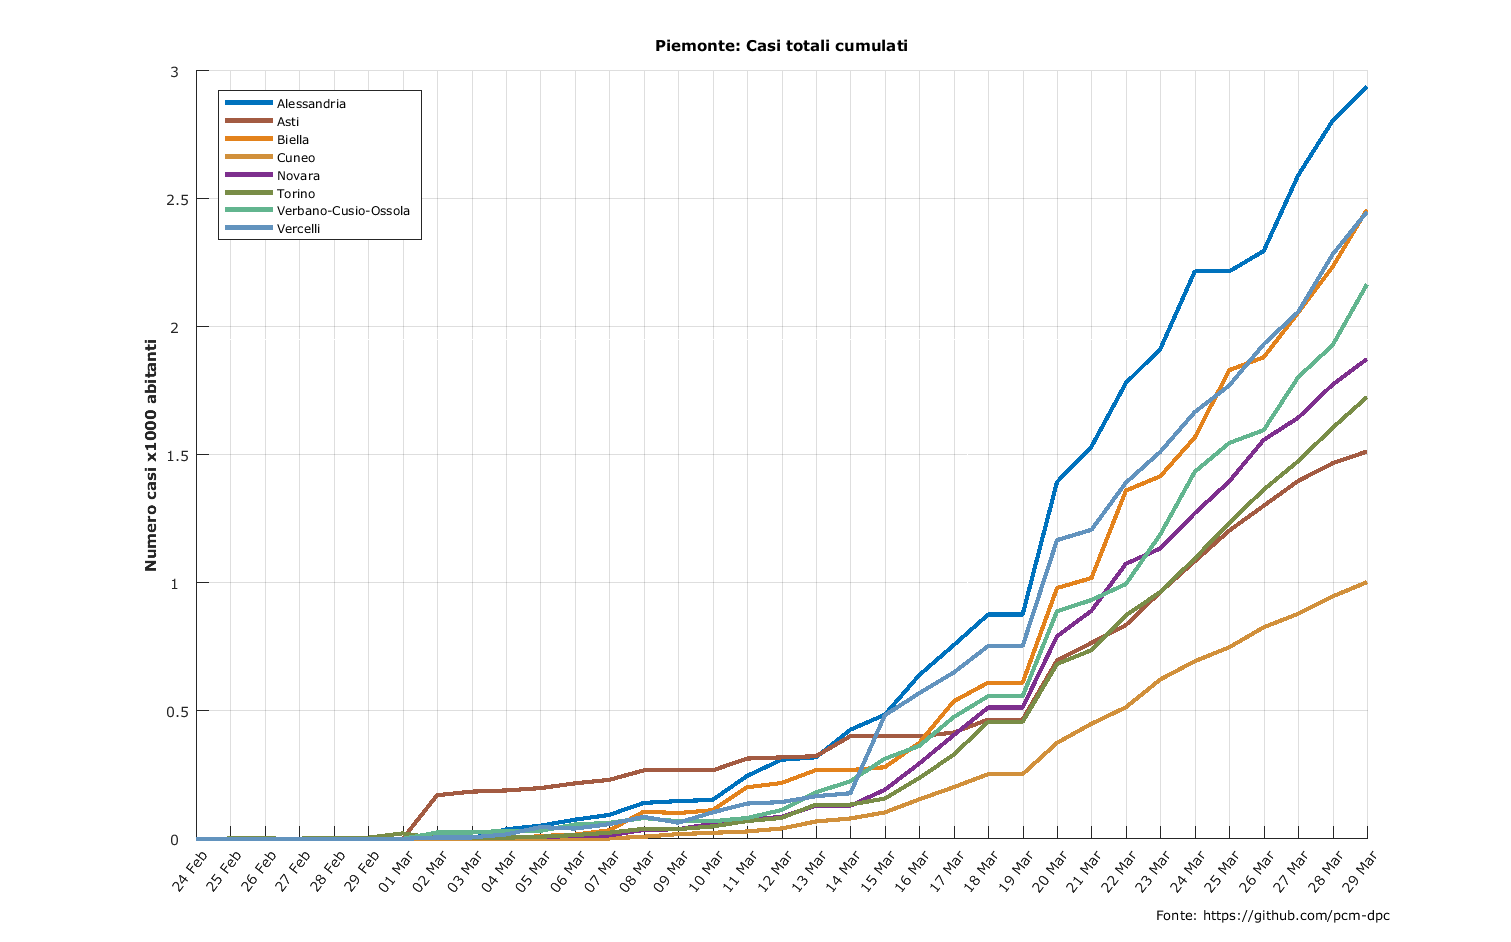 Piemonte: Casi totali cumulati
Alessandria
Asti
Biella
Cuneo
Novara
Torino
Verbano-Cusio-Ossola
Vercelli
Numero casi x1000 abitanti
3
2.5
2
1.5
1
0.5
0
24 Feb
25 Feb
26 Feb
27 Feb
28 Feb
29 Feb
01 Mar
02 Mar
03 Mar
04 Mar
05 Mar
06 Mar
07 Mar
08 Mar
09 Mar
10 Mar
11 Mar
12 Mar
13 Mar
14 Mar
15 Mar
16 Mar
17 Mar
18 Mar
19 Mar
20 Mar
21 Mar
22 Mar
23 Mar
24 Mar
25 Mar
26 Mar
27 Mar
28 Mar
29 Mar
Fonte: https://github.com/pcm-dpc